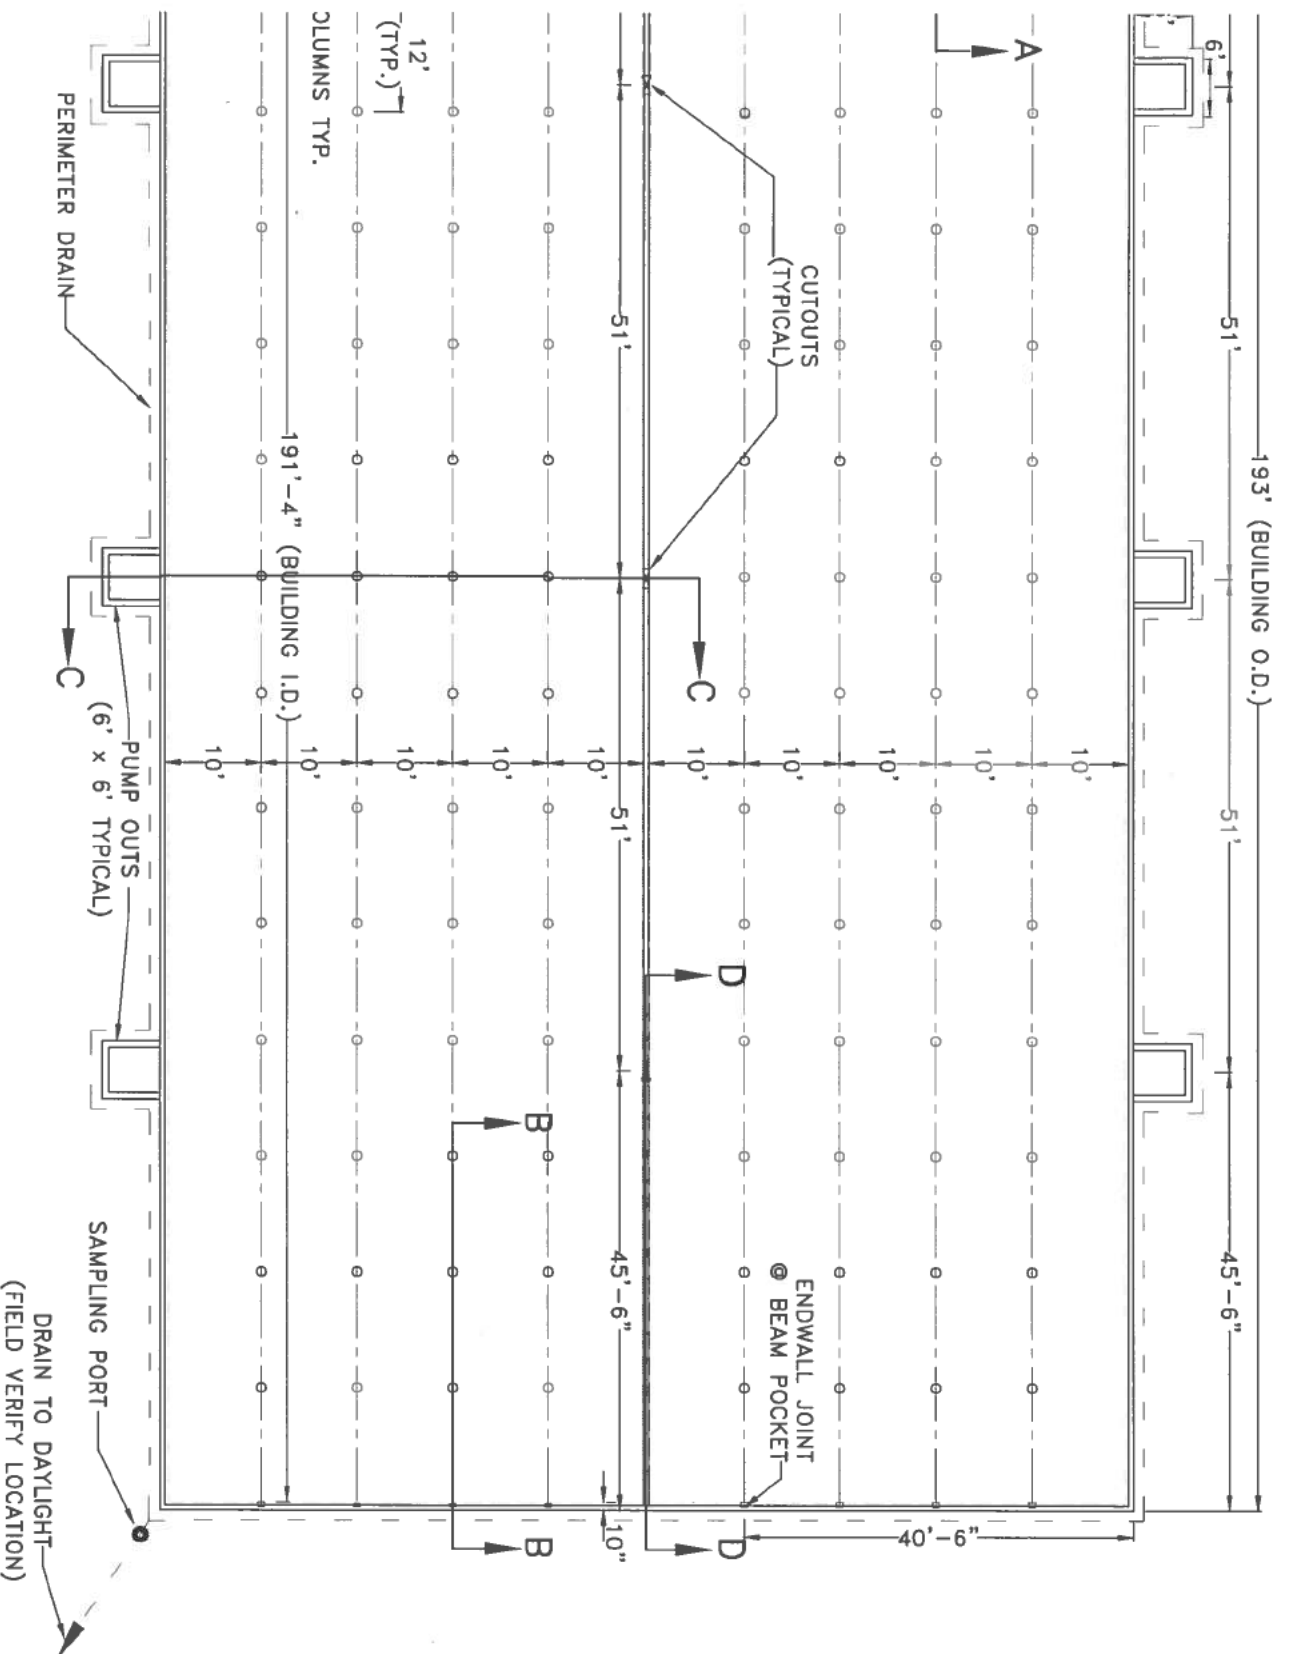 193' (BUILDING O.D.)
6'
51'
51'
45'-6"
A
CUTOUTS
(TYPICAL)
ENDWALL JOINT
@ BEAM POCKET
40'-6"
D
D
C
10'
10'
10'
10'
10'
10'
10'
10'
10'
10'
51'
51'
45'-6"
10"
B
B
12'
(TYP.)
OLUMNS TYP.
191'-4" (BUILDING I.D.)
PERIMETER DRAIN
C
PUMP OUTS
(6' x 6' TYPICAL)
SAMPLING PORT
DRAIN TO DAYLIGHT
(FIELD VERIFY LOCATION)